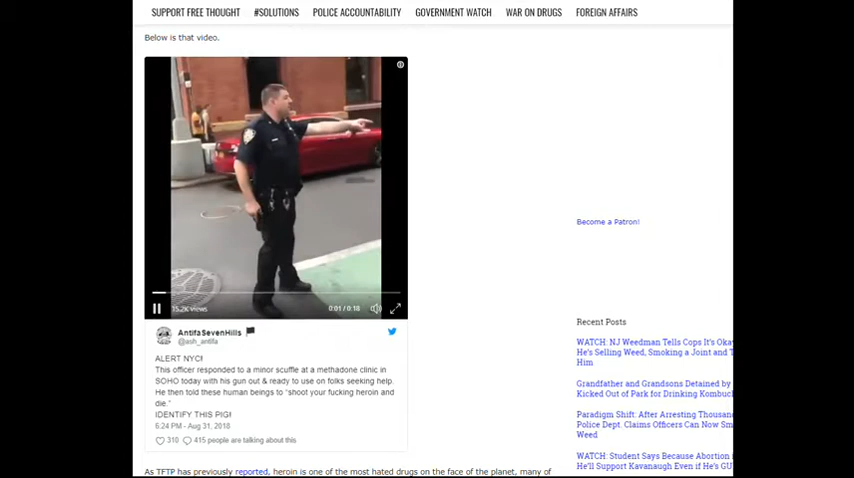 SUPPORT FREE THOUGHT #SOLUTIONS POLICE ACCOUNTABILITY GOVERNMENT WATCH WAR ON DRUGS FOREIGN AFFAIRS
Below is that video.
15.2K views 0:01 / 0:18
AntifaSevenHills
@ash_antifa
ALERT NYC!!
This officer responded to a minor scuffle at a methadone clinic in
SOHO today with his gun out & ready to use on folks seeking help.
He then told these human beings to "shoot your fucking heroin and
die."
IDENTIFY THIS PIG!!
6:24 PM - Aug 31, 2018
310 415 people are talking about this
As TFTP has previously reported, heroin is one of the most hated drugs on the face of the planet, many of
Become a Patron!
Recent Posts
WATCH: NJ Weedman Tells Cops It's Oka
He's Selling Weed, Smoking a Joint and T
Him
Grandfather and Grandsons Detained by
Kicked Out of Park for Drinking Kombuc
Paradigm Shift: After Arresting Thousan
Police Dept. Claims Officers Can Now Sm
Weed
WATCH: Student Says Because Abortion i
He'll Support Kavanaugh Even if He's GU